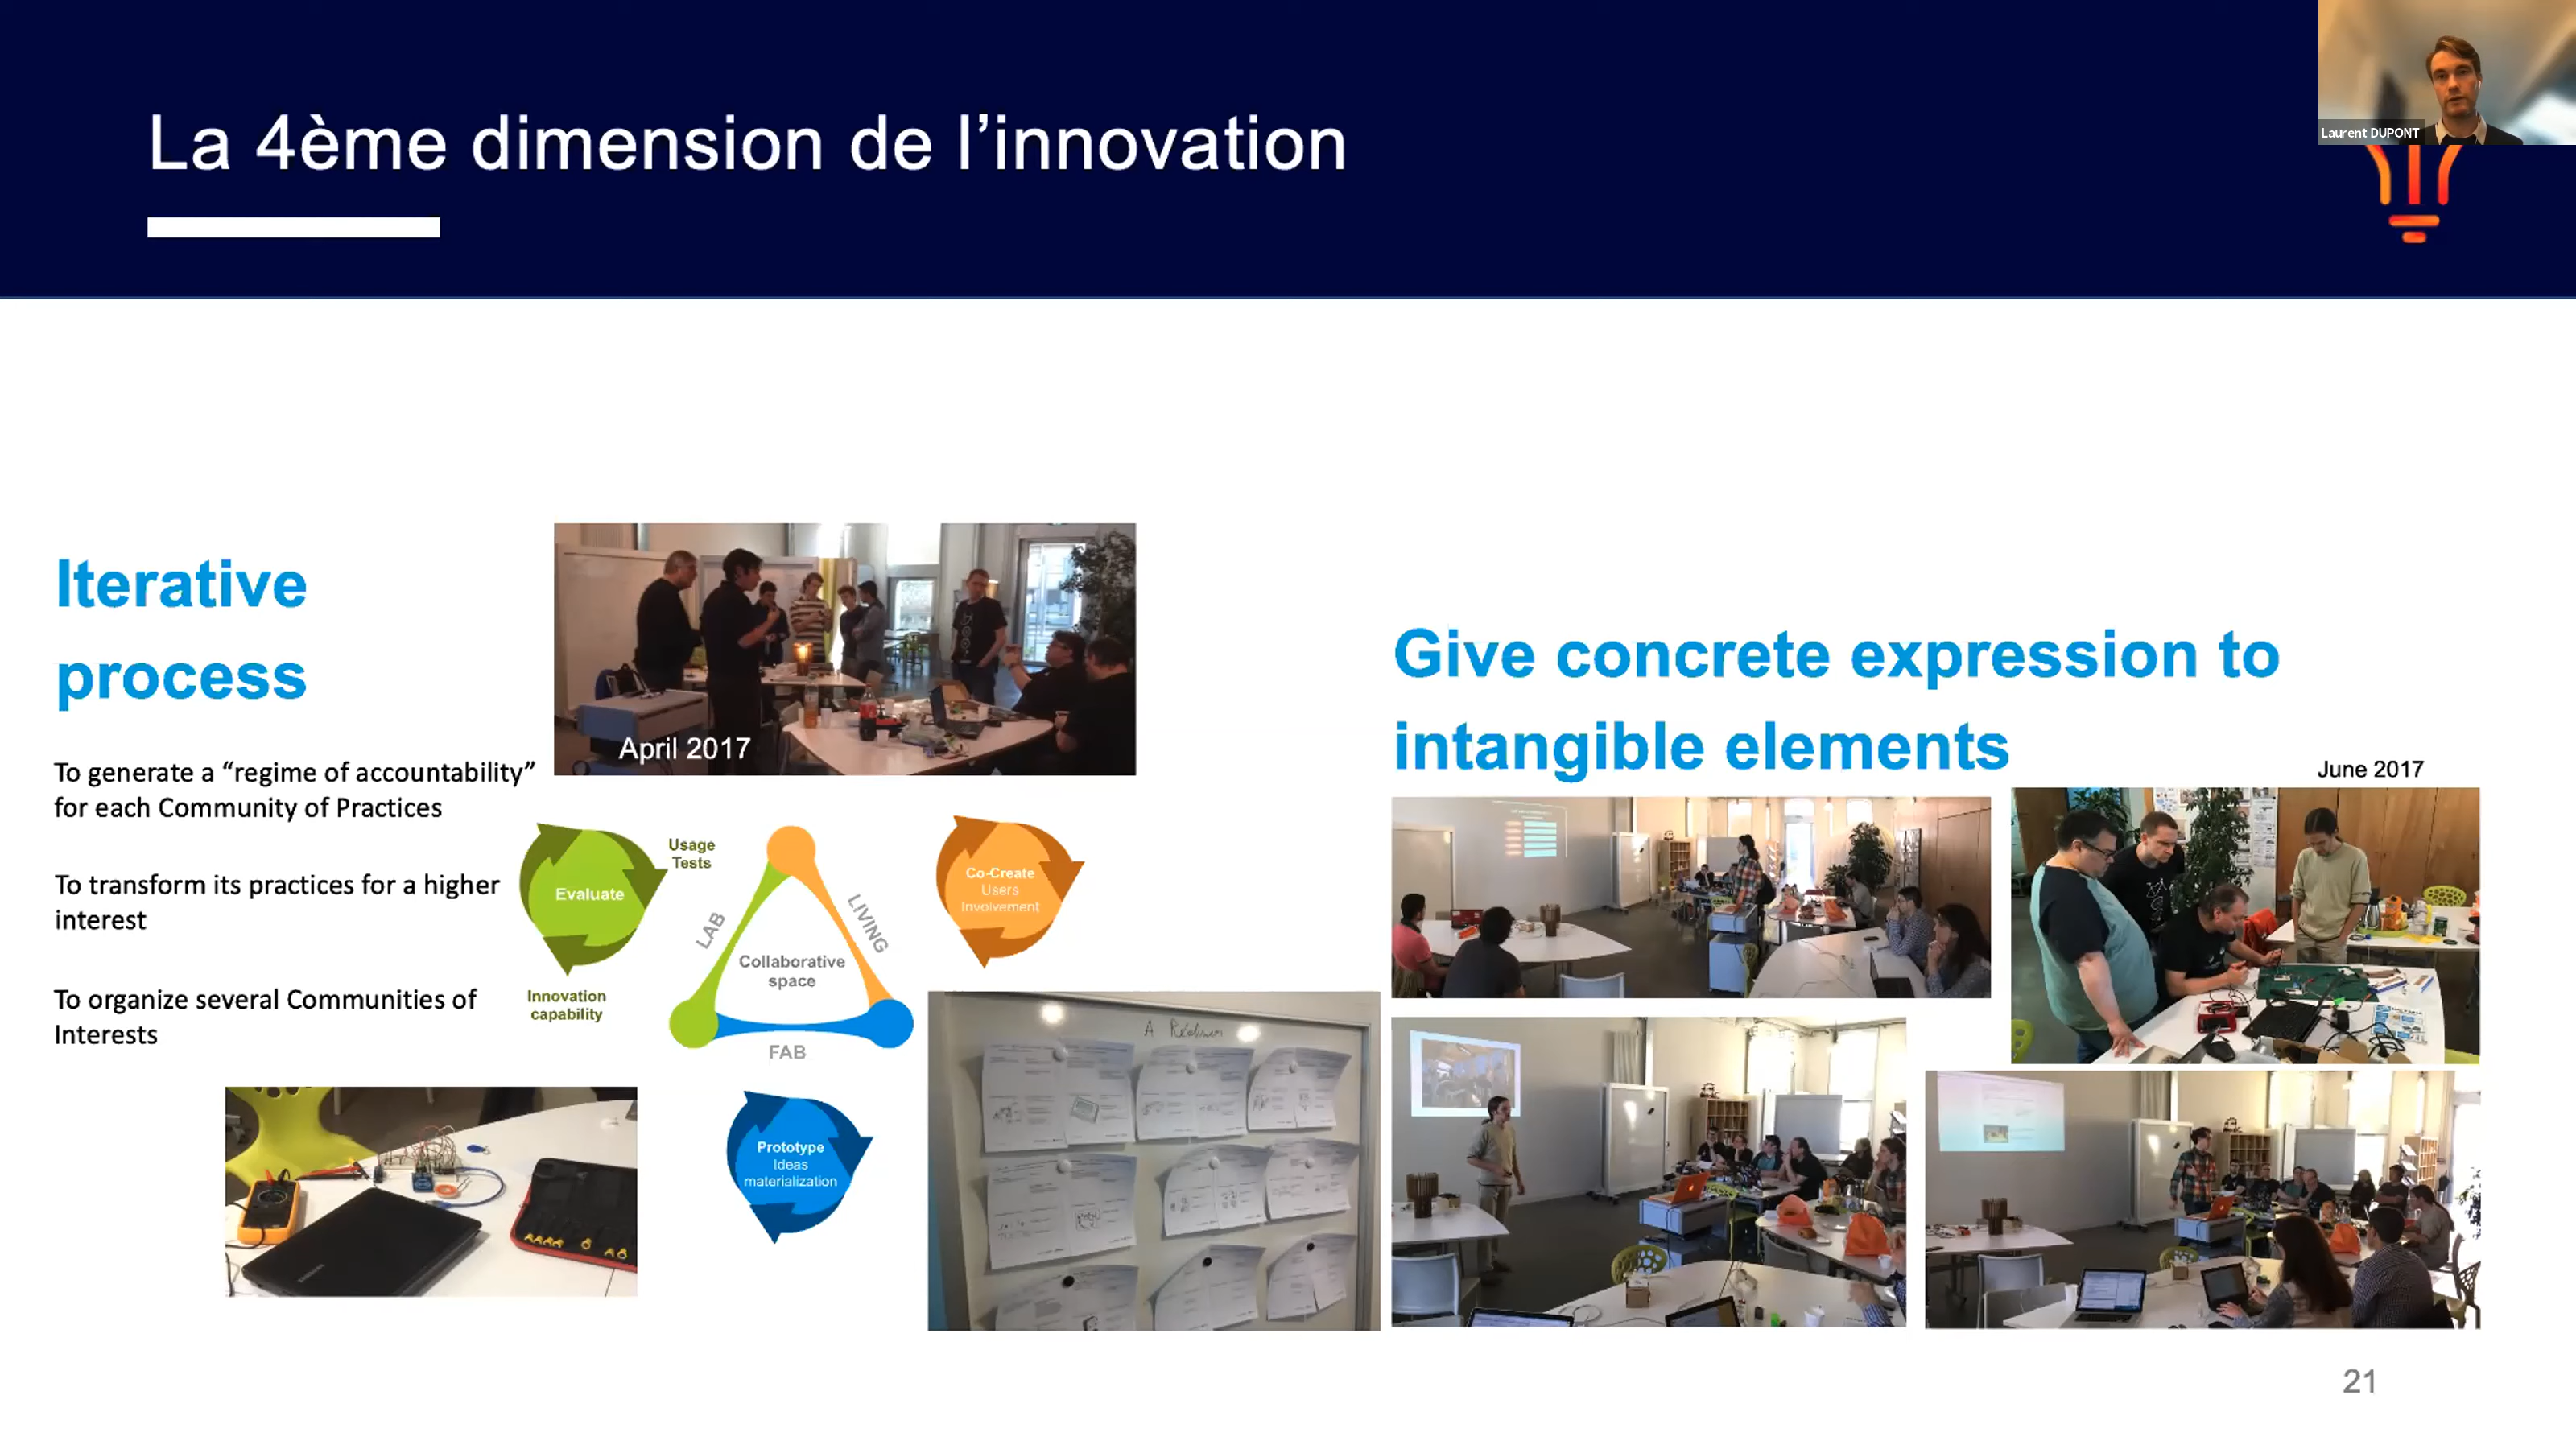 La 4ème dimension de l’innovation
Laurent DUPONT
Iterative
process
April 2017
To generate a “regime of accountability”
for each Community of Practices
To transform its practices for a higher
interest
To organize several Communities of
Interests
Evaluate
Usage
Tests
Innovation
capability
LAB
LIVING
Collaborative
space
FAB
Co-Create
Users
Involvement
Prototype
Ideas
materialization
A Réaliser
Give concrete expression to
intangible elements
June 2017
21